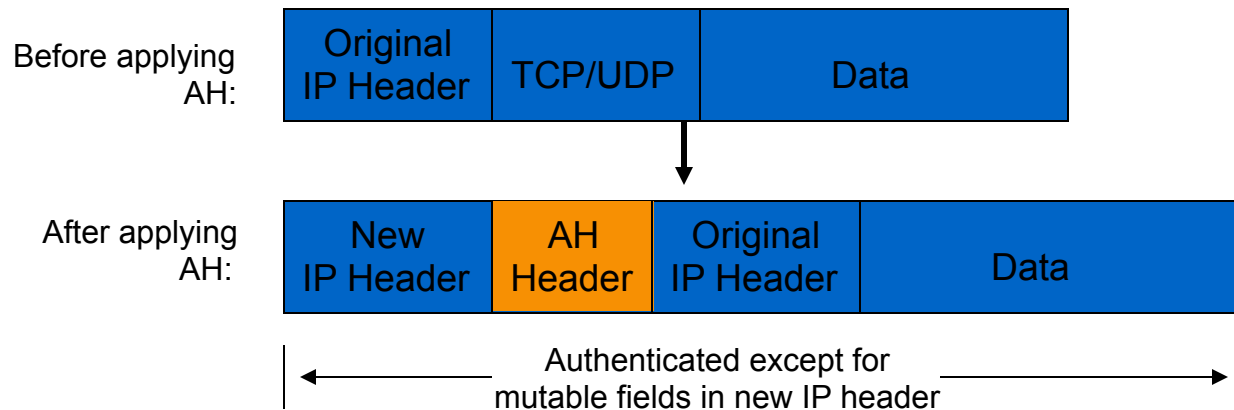 Before applying
AH:
Original
IP Header
TCP/UDP
Data
After applying
AH:
New
IP Header
AH
Header
Original
IP Header
Data
Authenticated except for
mutable fields in new IP header